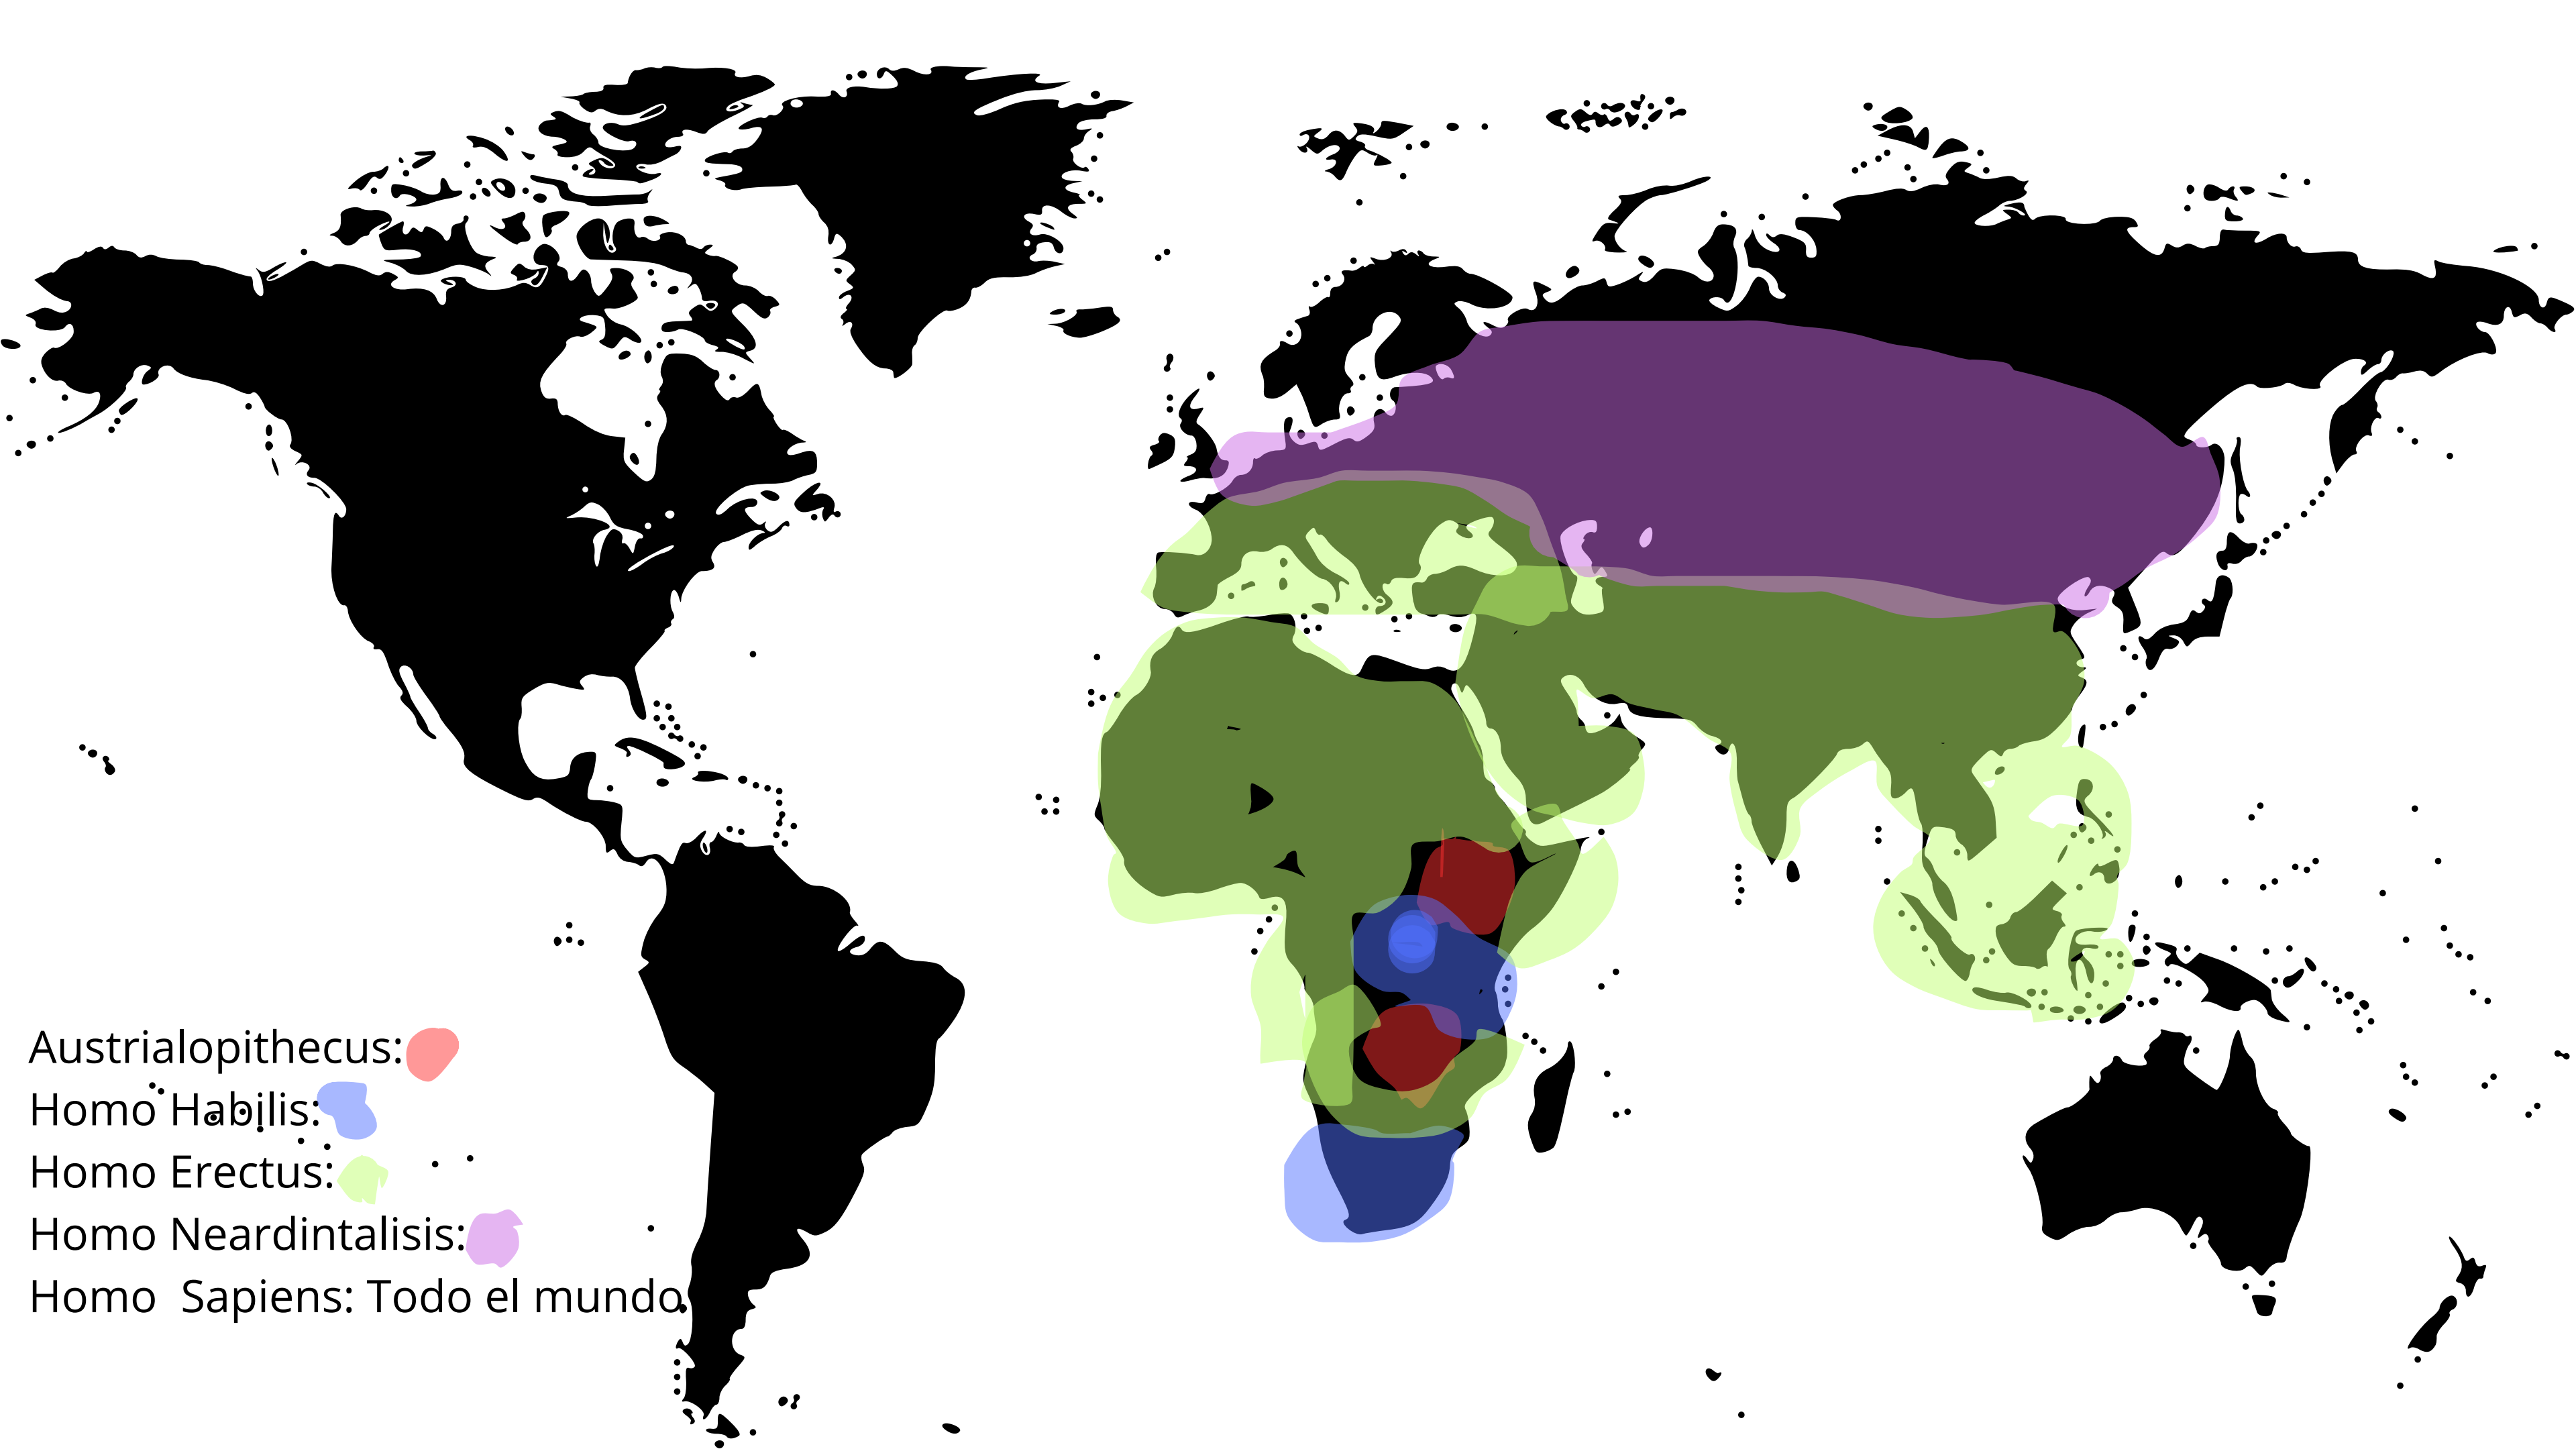 Austrialopithecus:
Homo Habilis:
Homo Erectus:
Homo Neardintalisis:
Homo  Sapiens: Todo el mundo.